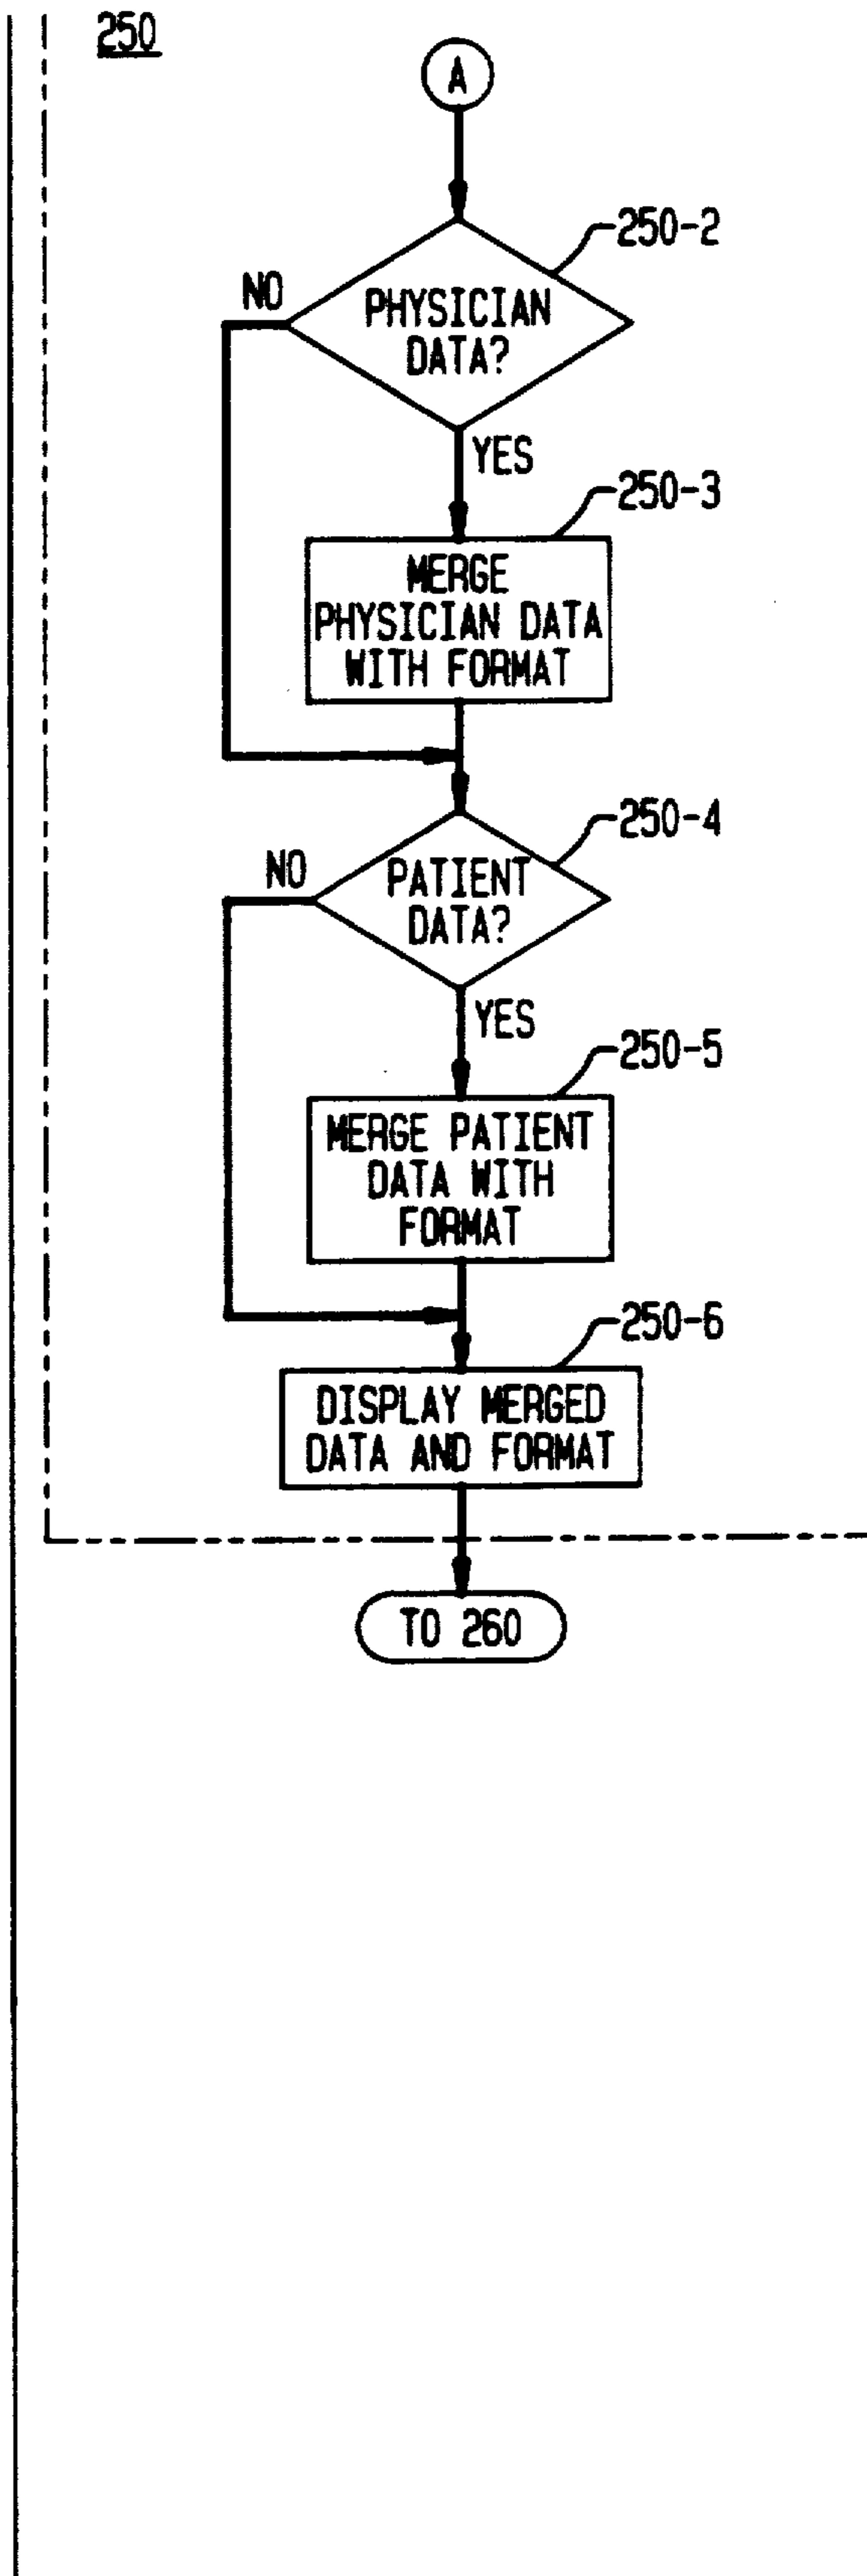 250
A
250-2
NO
PHYSICIAN
DATA?
YES
250-3
MERGE
PHYSICIAN DATA
WITH FORMAT
250-4
NO
PATIENT
DATA?
YES
250-5
MERGE PATIENT
DATA WITH
FORMAT
250-6
DISPLAY MERGED
DATA AND FORMAT
TO 260